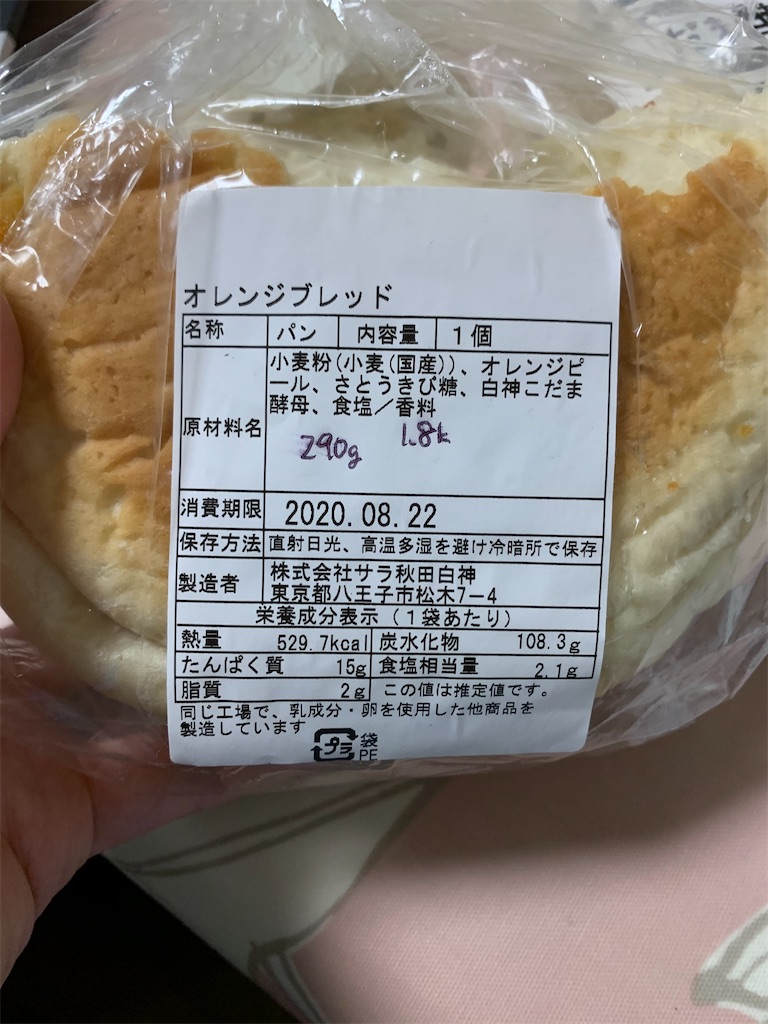 オレンジブレッド
名称 パン 内容量 1個
原材料名 小麦粉(小麦(国産))、オレンジピ
ール、さとうきび糖、白神こだま
酵母、食塩/香料
290g 1.8k
消費期限 2020.08.22
保存方法 直射日光、高温多湿を避け冷暗所で保存
製造者 株式会社サラ秋田白神
東京都八王子市松木7-4
栄養成分表示(1袋あたり)
熱量 529.7kcal 炭水化物 108.3g
たんぱく質 15g 食塩相当量 2.1g
脂質 2g この値は推定値です。
同じ工場で、乳成分・卵を使用した他商品を
製造しています
プラ 袋
PE